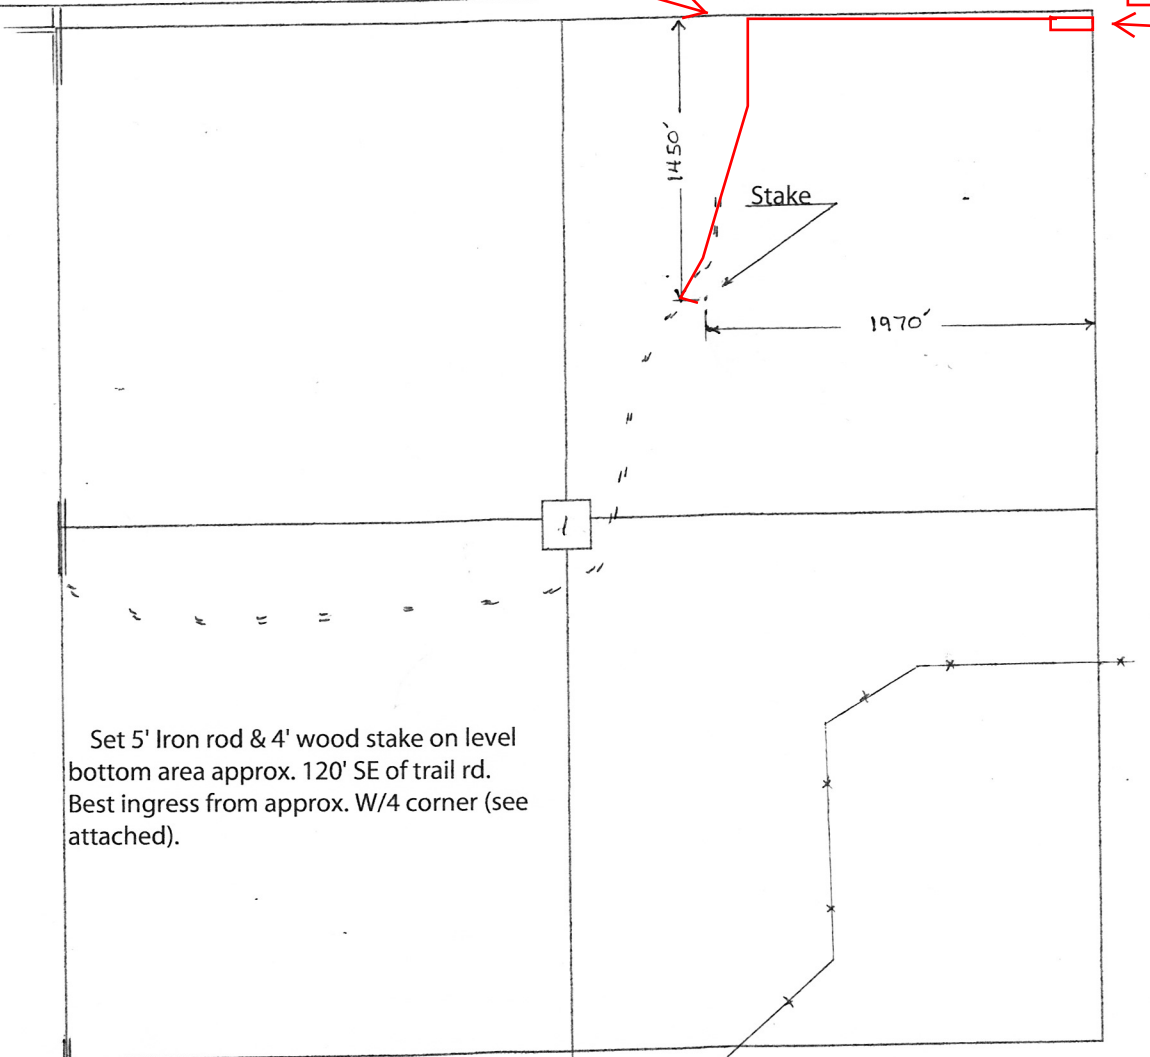 1450'
Stake
1970'
1
Set 5' Iron rod & 4' wood stake on level
bottom area approx. 120' SE of trail rd.
Best ingress from approx. W/4 corner (see
attached).